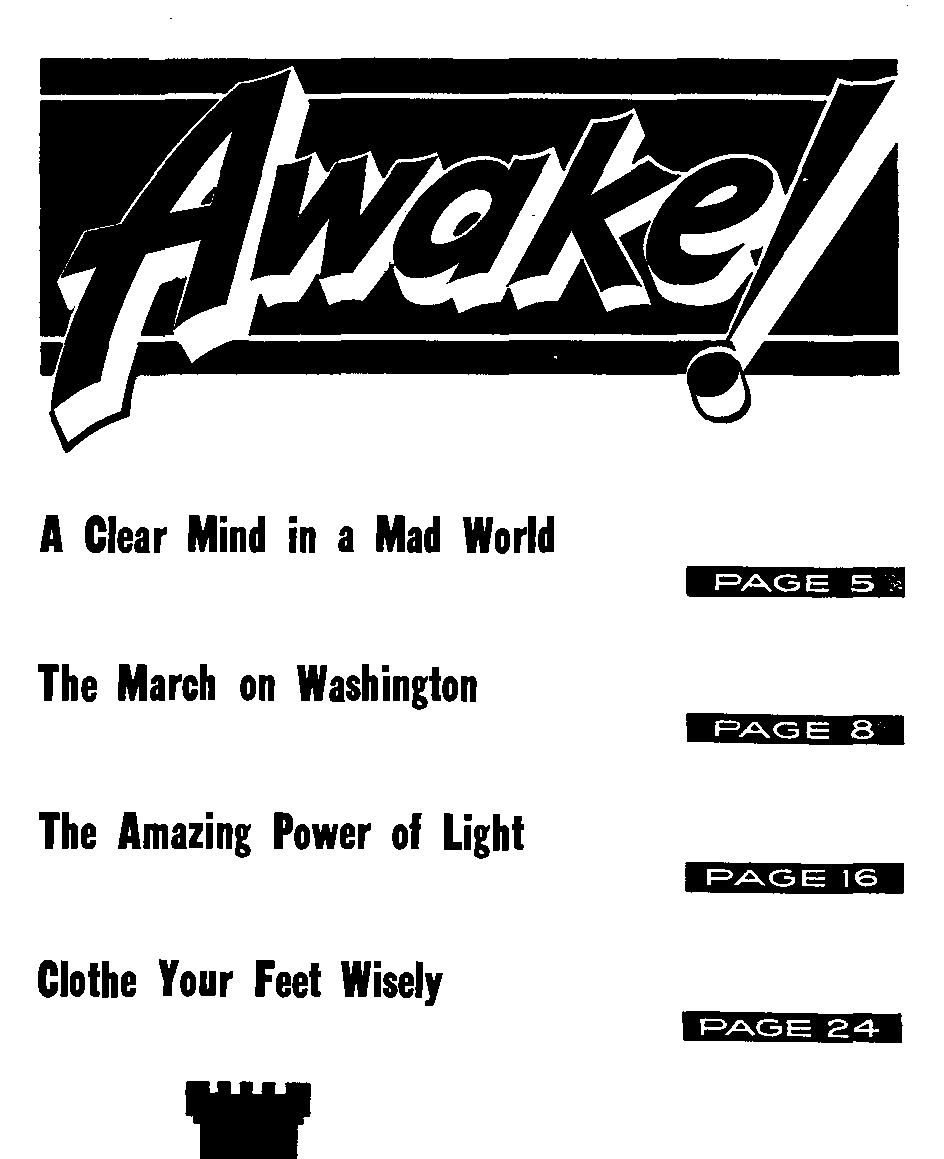 Awake!
A Clear Mind in a Mad World
PAGE 5
The March on Washington
PAGE 8
The Amazing Power of Light
PAGE 16
Clothe Your Feet Wisely
PAGE 24